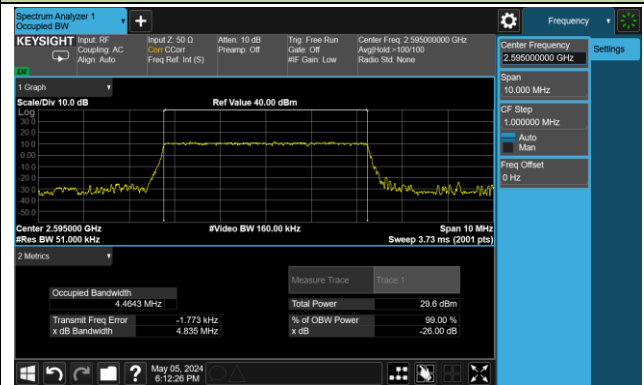 Spectrum Analyzer 1
Occupied BW
Frequency
KEYSIGHT
Input: RF
Coupling: AC
Align: Auto
Input Z: 50 Ω
Corr CCorr
Freq Ref: Int (S)
Atten: 10 dB
Preamp: Off
Trig: Free Run
Gate: Off
#IF Gain: Low
Center Freq: 2.595000000 GHz
Avg|Hold:>100/100
Radio Std: None
Center Frequency
2.595000000 GHz
Settings
Span
10.000 MHz
CF Step
1.000000 MHz
Auto
Man
Freq Offset
0 Hz
1 Graph
Scale/Div 10.0 dB
Ref Value 40.00 dBm
Log
30.0
20.0
10.0
0.00
-10.0
-20.0
-30.0
-40.0
-50.0
Center 2.595000 GHz
#Video BW 160.00 kHz
Span 10 MHz
#Res BW 51.000 kHz
Sweep 3.73 ms (2001 pts)
2 Metrics
Measure Trace
Trace 1
Occupied Bandwidth
4.4643 MHz
Total Power
29.6 dBm
Transmit Freq Error
-1.773 kHz
% of OBW Power
99.00 %
x dB Bandwidth
4.835 MHz
x dB
-26.00 dB
May 05, 2024
6:12:26 PM